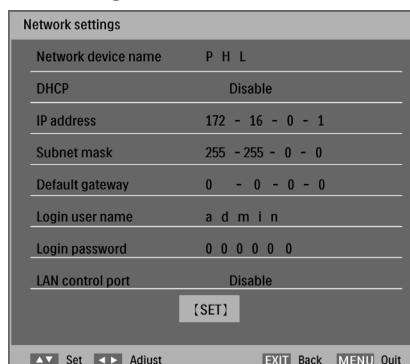 Network settings
Network device name P H L
DHCP Disable
IP address 172 - 16 - 0 - 1
Subnet mask 255 - 255 - 0 - 0
Default gateway 0 - 0 - 0 - 0
Login user name a d m i n
Login password 0 0 0 0 0 0
LAN control port Disable
[SET]
▲▼ Set ◄► Adjust EXIT Back MENU Quit